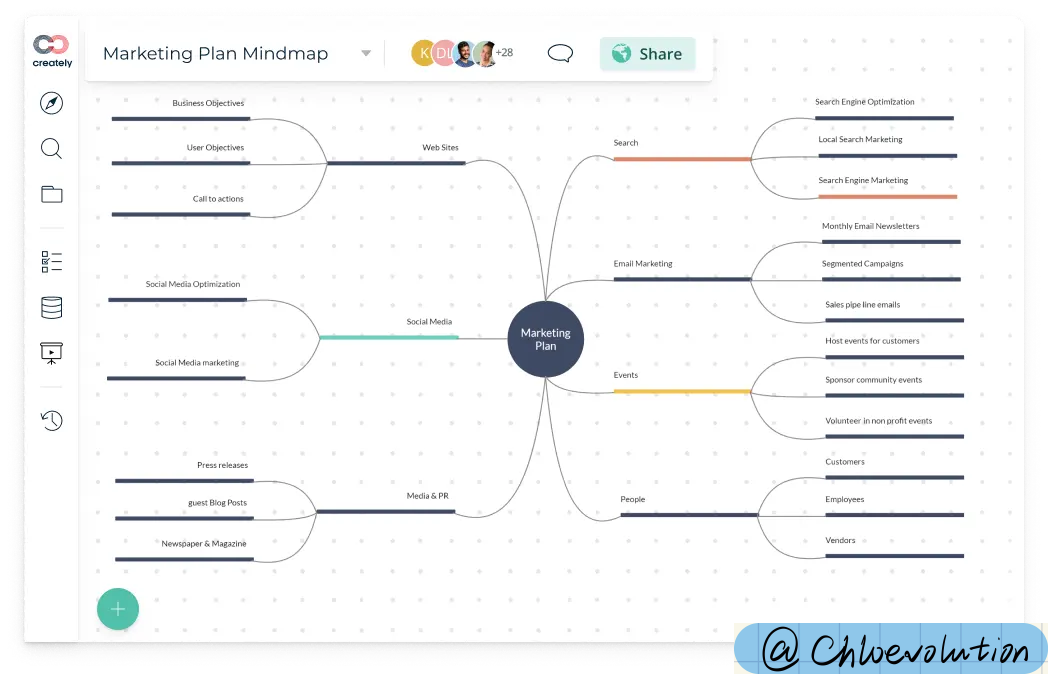 creately
Marketing Plan Mindmap
K
DL
+28
Share
Business Objectives
User Objectives
Call to actions
Web Sites
Social Media Optimization
Social Media marketing
Social Media
Press releases
guest Blog Posts
Newspaper & Magazine
Media & PR
Marketing
Plan
Search
Search Engine Optimization
Local Search Marketing
Search Engine Marketing
Email Marketing
Monthly Email Newsletters
Segmented Campaigns
Sales pipe line emails
Events
Host events for customers
Sponsor community events
Volunteer in non profit events
People
Customers
Employees
Vendors
@ Chloevolution